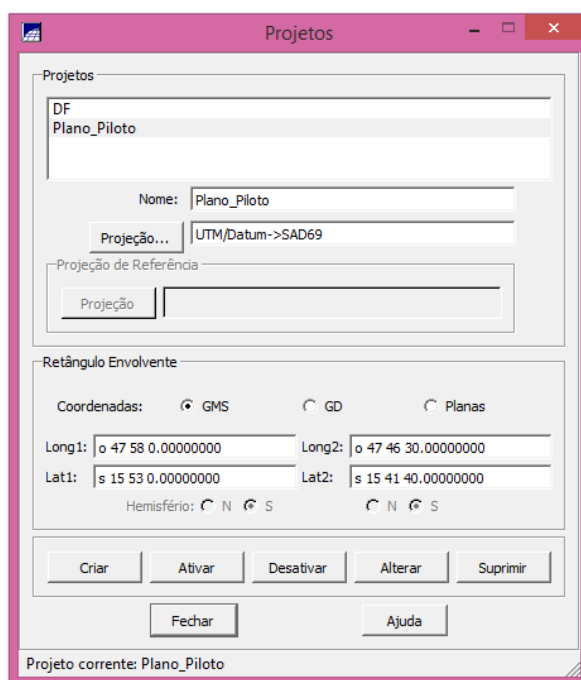 Projetos
Projetos
DF
Plano_Piloto
Nome: Plano_Piloto
Projeção... UTM/Datum->SAD69
Projeção de Referência
Projeção
Retângulo Envolvente
Coordenadas: GMS GD Planas
Long1: o 47 58 0.00000000 Long2: o 47 46 30.00000000
Lat1: s 15 53 0.00000000 Lat2: s 15 41 40.00000000
Hemisfério: N S N S
Criar Ativar Desativar Alterar Suprimir
Fechar Ajuda
Projeto corrente: Plano_Piloto